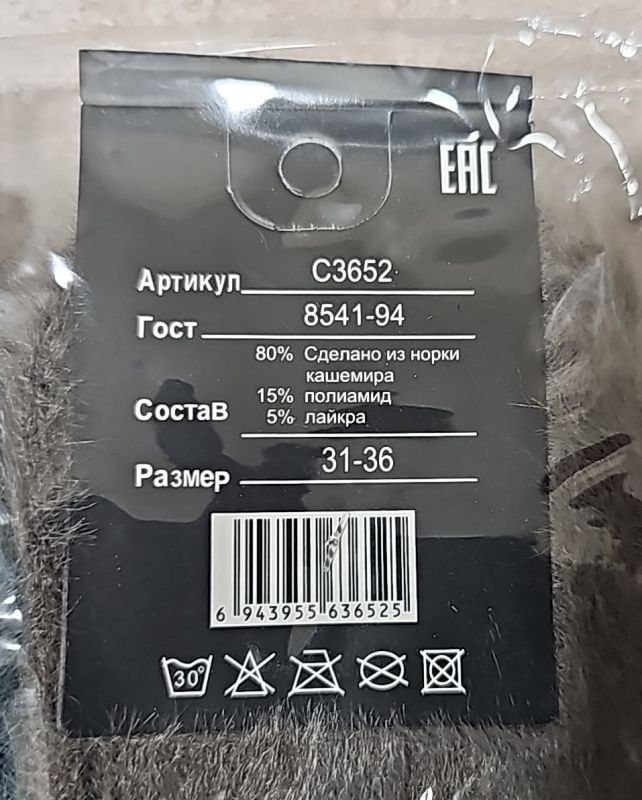 EAC
Артикул C3652
Гост 8541-94
80% Сделано из норки
кашемира
Состав 15% полиамид
5% лайкра
Размер 31-36
6 943955 636525
30°